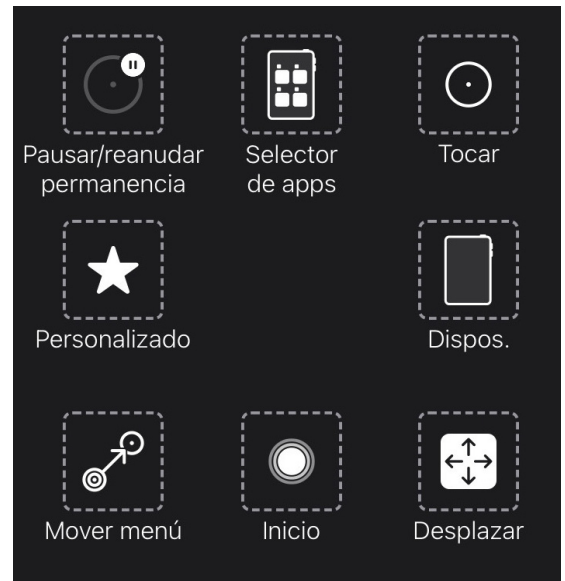 Pausar/reanudar
permanencia
Selector
de apps
Tocar
Personalizado
Dispos.
Mover menú
Inicio
Desplazar